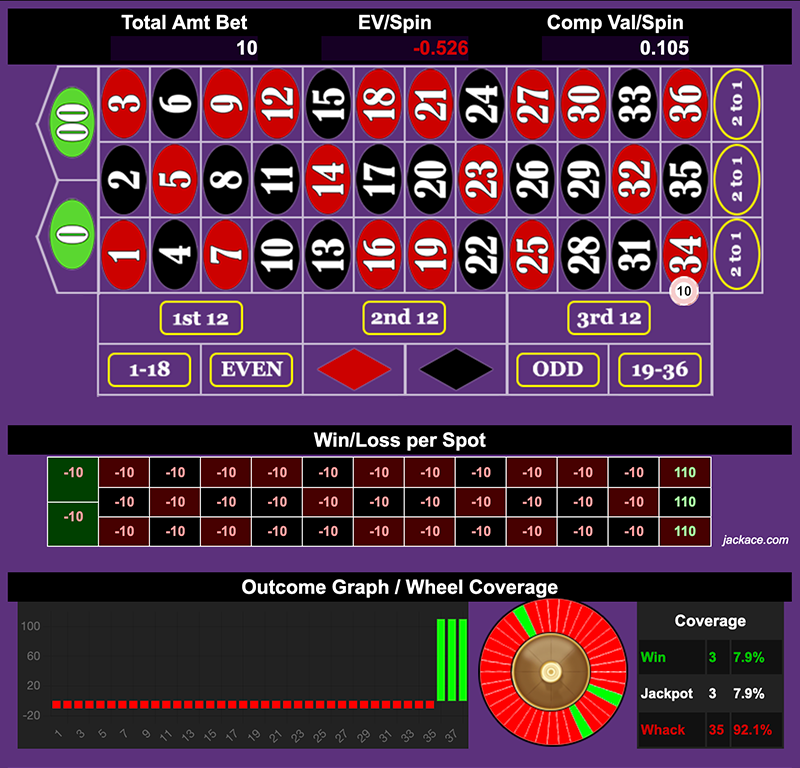 Total Amt Bet EV/Spin Comp Val/Spin
10 -0.526 0.105
00 3 6 9 12 15 18 21 24 27 30 33 36 2 to 1
2 5 8 11 14 17 20 23 26 29 32 35 2 to 1
0 1 4 7 10 13 16 19 22 25 28 31 34 2 to 1
10
1st 12 2nd 12 3rd 12
1-18 EVEN ODD 19-36
Win/Loss per Spot
-10 -10 -10 -10 -10 -10 -10 -10 -10 -10 -10 -10 110
-10 -10 -10 -10 -10 -10 -10 -10 -10 -10 -10 110
-10 -10 -10 -10 -10 -10 -10 -10 -10 -10 -10 -10 110
jackace.com
Outcome Graph / Wheel Coverage
100
60
20
-20
1 3 5 7 9 11 13 15 17 19 21 23 25 27 29 31 33 35 37
Coverage
Win 3 7.9%
Jackpot 3 7.9%
Whack 35 92.1%